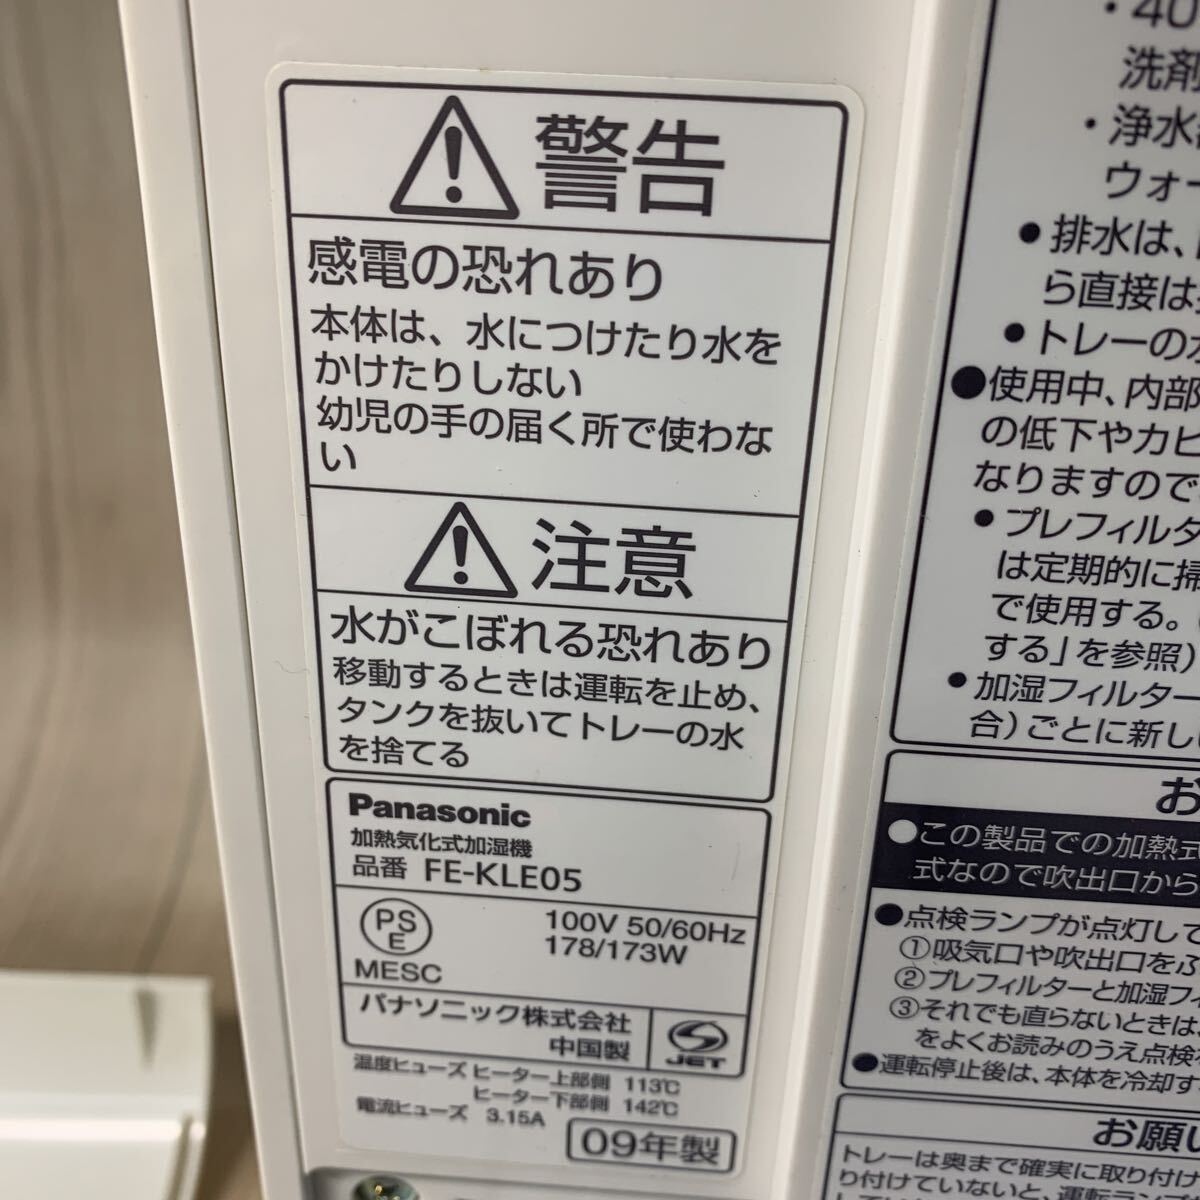 警告
感電の恐れあり
本体は、水につけたり水を
かけたりしない
幼児の手の届く所で使わな
い
注意
水がこぼれる恐れあり
移動するときは運転を止め、
タンクを抜いてトレーの水
を捨てる
Panasonic
加熱気化式加湿機
品番 FE-KLE05
PS
E
100V 50/60Hz
178/173W
MESC
パナソニック株式会社
中国製
JET
温度ヒューズ ヒーター上部側 113℃
ヒーター下部側 142℃
電流ヒューズ 3.15A
09年製
・40
洗剤
・浄水
ウォー
●排水は、
ら直接は
●トレーの
●使用中、内部
の低下やカビ
なりますので
●プレフィルタ
は定期的に掃
で使用する。
する」を参照)
●加湿フィルター
合)ごとに新し
お
●この製品での加熱式
式なので吹出口から
●点検ランプが点灯して
①吸気口や吹出口をふ
②プレフィルターと加湿フィ
③それでも直らないときは、
をよくお読みのうえ点検
●運転停止後は、本体を冷却す
お願い
トレーは奥まで確実に取り付け
り付けていないと、運転